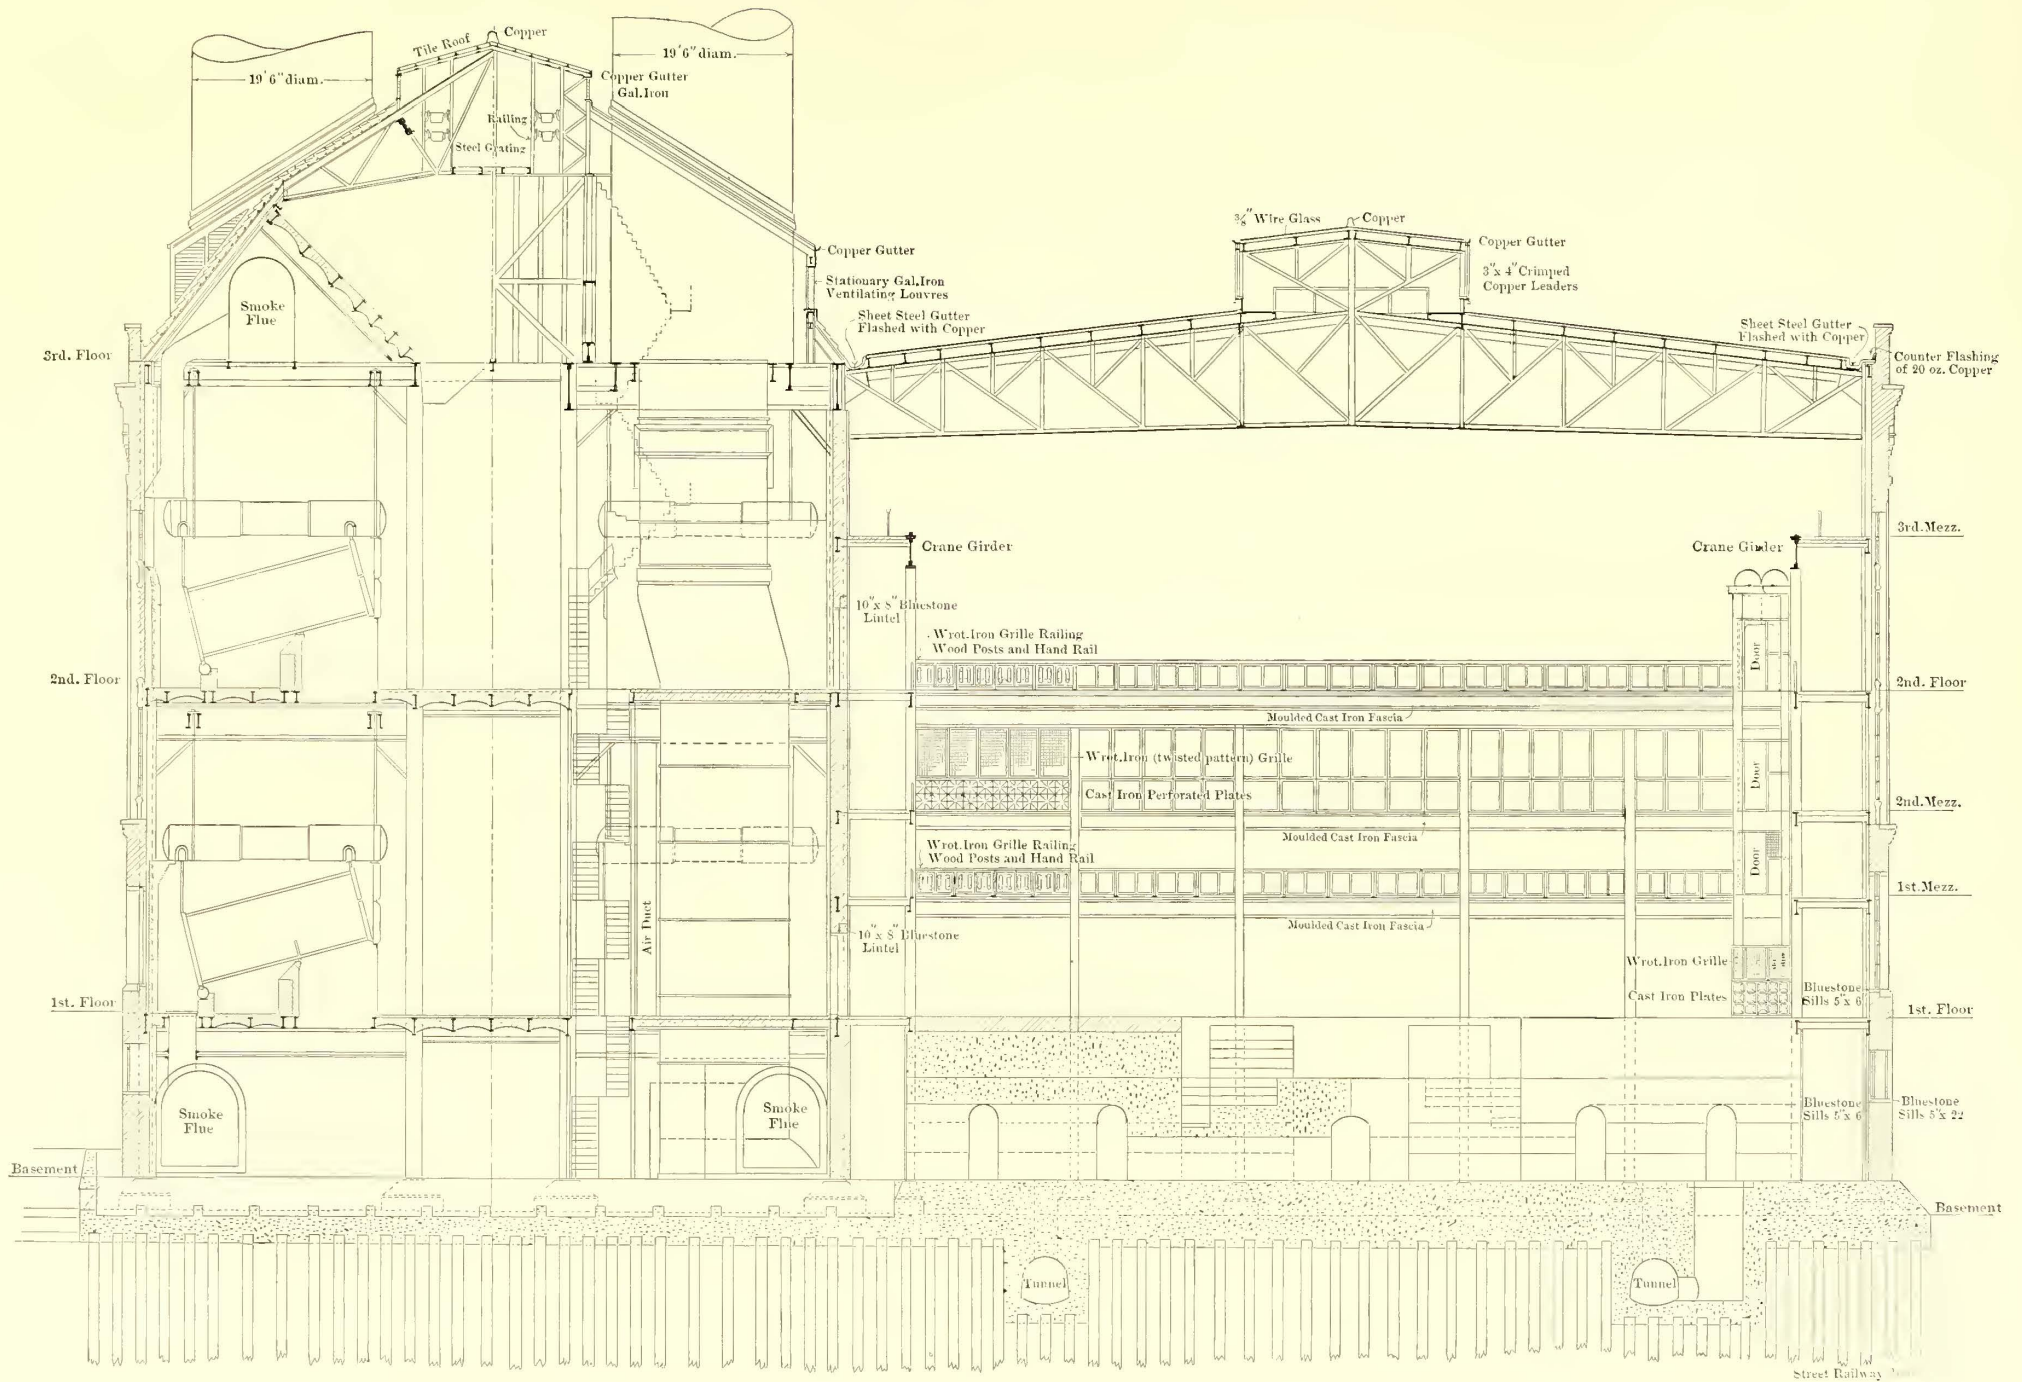 19'6" diam.
Tile Roof
Copper
19'6" diam.
Copper Gutter
Gal.Iron
Railing
Steel Grating
Copper Gutter
Stationary Gal.Iron
Ventilating Louvres
Sheet Steel Gutter
Flashed with Copper
3/8" Wire Glass
Copper
Copper Gutter
3"x 4" Crimped
Copper Leaders
Sheet Steel Gutter
Flashed with Copper
Counter Flashing
of 20 oz. Copper
Smoke
Flue
3rd. Floor
3rd.Mezz.
Crane Girder
Crane Girder
10"x 8" Bluestone
Lintel
Wrot.Iron Grille Railing
Wood Posts and Hand Rail
Door
2nd. Floor
2nd. Floor
Moulded Cast Iron Fascia
Wrot.Iron (twisted pattern) Grille
Cast Iron Perforated Plates
Door
2nd.Mezz.
Moulded Cast Iron Fascia
Wrot.Iron Grille Railing
Wood Posts and Hand Rail
Door
1st.Mezz.
Air Duct
10"x 8" Bluestone
Lintel
Moulded Cast Iron Fascia
Wrot.Iron Grille
Cast Iron Plates
Bluestone
Sills 5"x 6
1st. Floor
1st. Floor
Smoke
Flue
Smoke
Flue
Bluestone
Sills 5"x 6
Bluestone
Sills 5"x 22
Basement
Basement
Tunnel
Tunnel
Street Railway